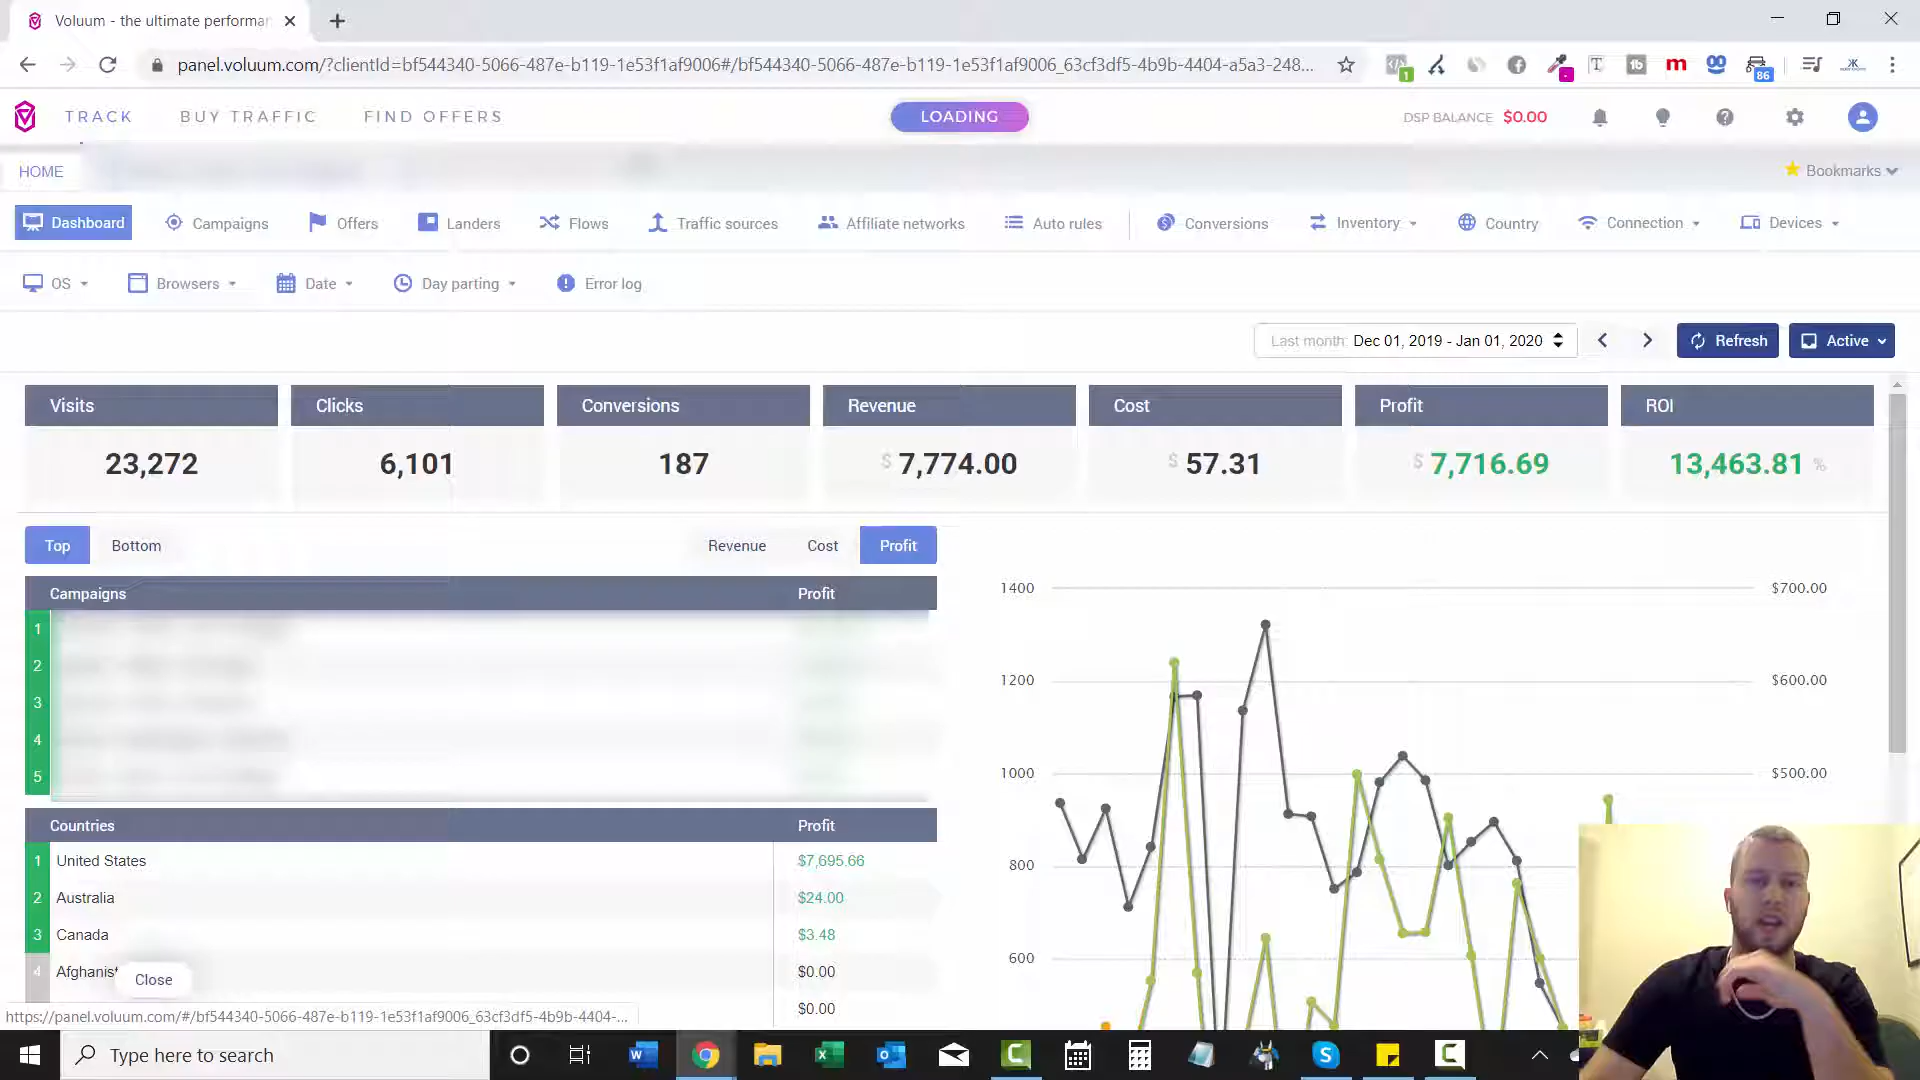 Voluum - the ultimate performa
panel.voluum.com/?clientId=bf544340-5066-487e-b119-1e53f1af9006#/bf544340-5066-487e-b119-1e53f1af9006_63cf3df5-4b9b-4404-a5a3-248...
1
86
TRACK
BUY TRAFFIC
FIND OFFERS
LOADING
DSP BALANCE $0.00
HOME
Bookmarks
Dashboard
Campaigns
Offers
Landers
Flows
Traffic sources
Affiliate networks
Auto rules
Conversions
Inventory
Country
Connection
Devices
OS
Browsers
Date
Day parting
Error log
Last month: Dec 01, 2019 - Jan 01, 2020
Refresh
Active
Visits
Clicks
Conversions
Revenue
Cost
Profit
ROI
23,272
6,101
187
$ 7,774.00
$ 57.31
$ 7,716.69
13,463.81 %
Top
Bottom
Revenue
Cost
Profit
Campaigns
Profit
1
2
3
4
5
Countries
Profit
1 United States $7,695.66
2 Australia $24.00
3 Canada $3.48
4 Afghanist $0.00
$0.00
Close
1400
1200
1000
800
600
$700.00
$600.00
$500.00
https://panel.voluum.com/#/bf544340-5066-487e-b119-1e53f1af9006_63cf3df5-4b9b-4404-...
Type here to search